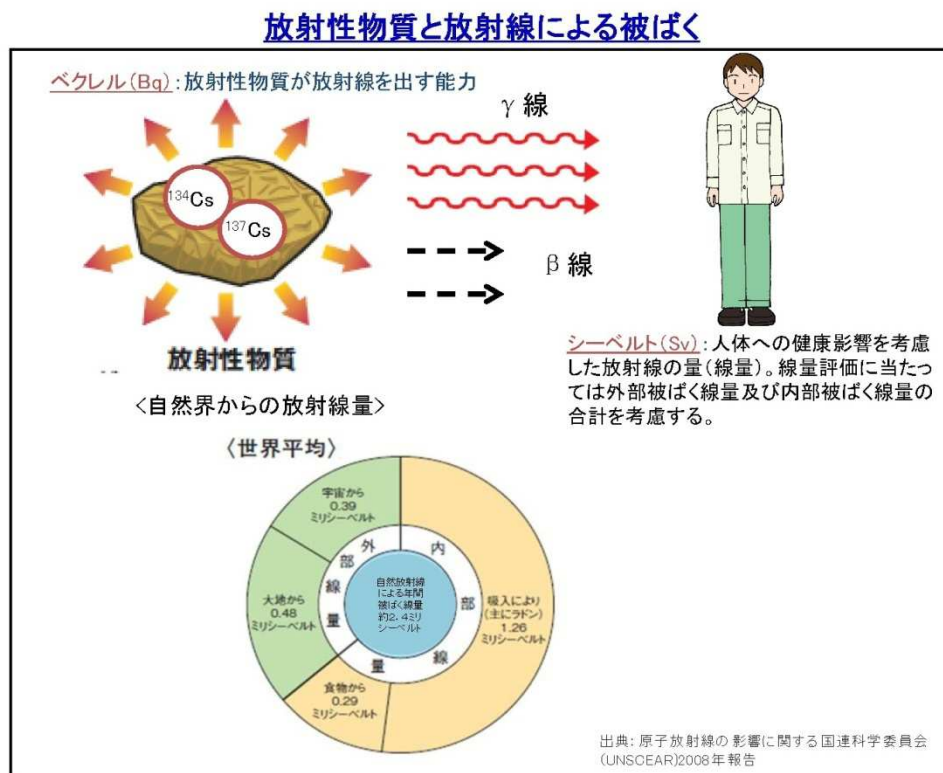 放射性物質と放射線による被ばく
ベクレル(Bq):放射性物質が放射線を出す能力
γ 線
134Cs
137Cs
β 線
放射性物質
シーベルト(Sv):人体への健康影響を考慮
した放射線の量(線量)。線量評価に当たっ
ては外部被ばく線量及び内部被ばく線量の
合計を考慮する。
<自然界からの放射線量>
〈世界平均〉
宇宙から
0.39
ミリシーベルト
大地から
0.48
ミリシーベルト
外部線量
内部線量
自然放射線
による年間
被ばく線量
約2.4ミリ
シーベルト
吸入により
(主にラドン)
1.26
ミリシーベルト
食物から
0.29
ミリシーベルト
出典: 原子放射線の影響に関する国連科学委員会
(UNSCEAR)2008年報告